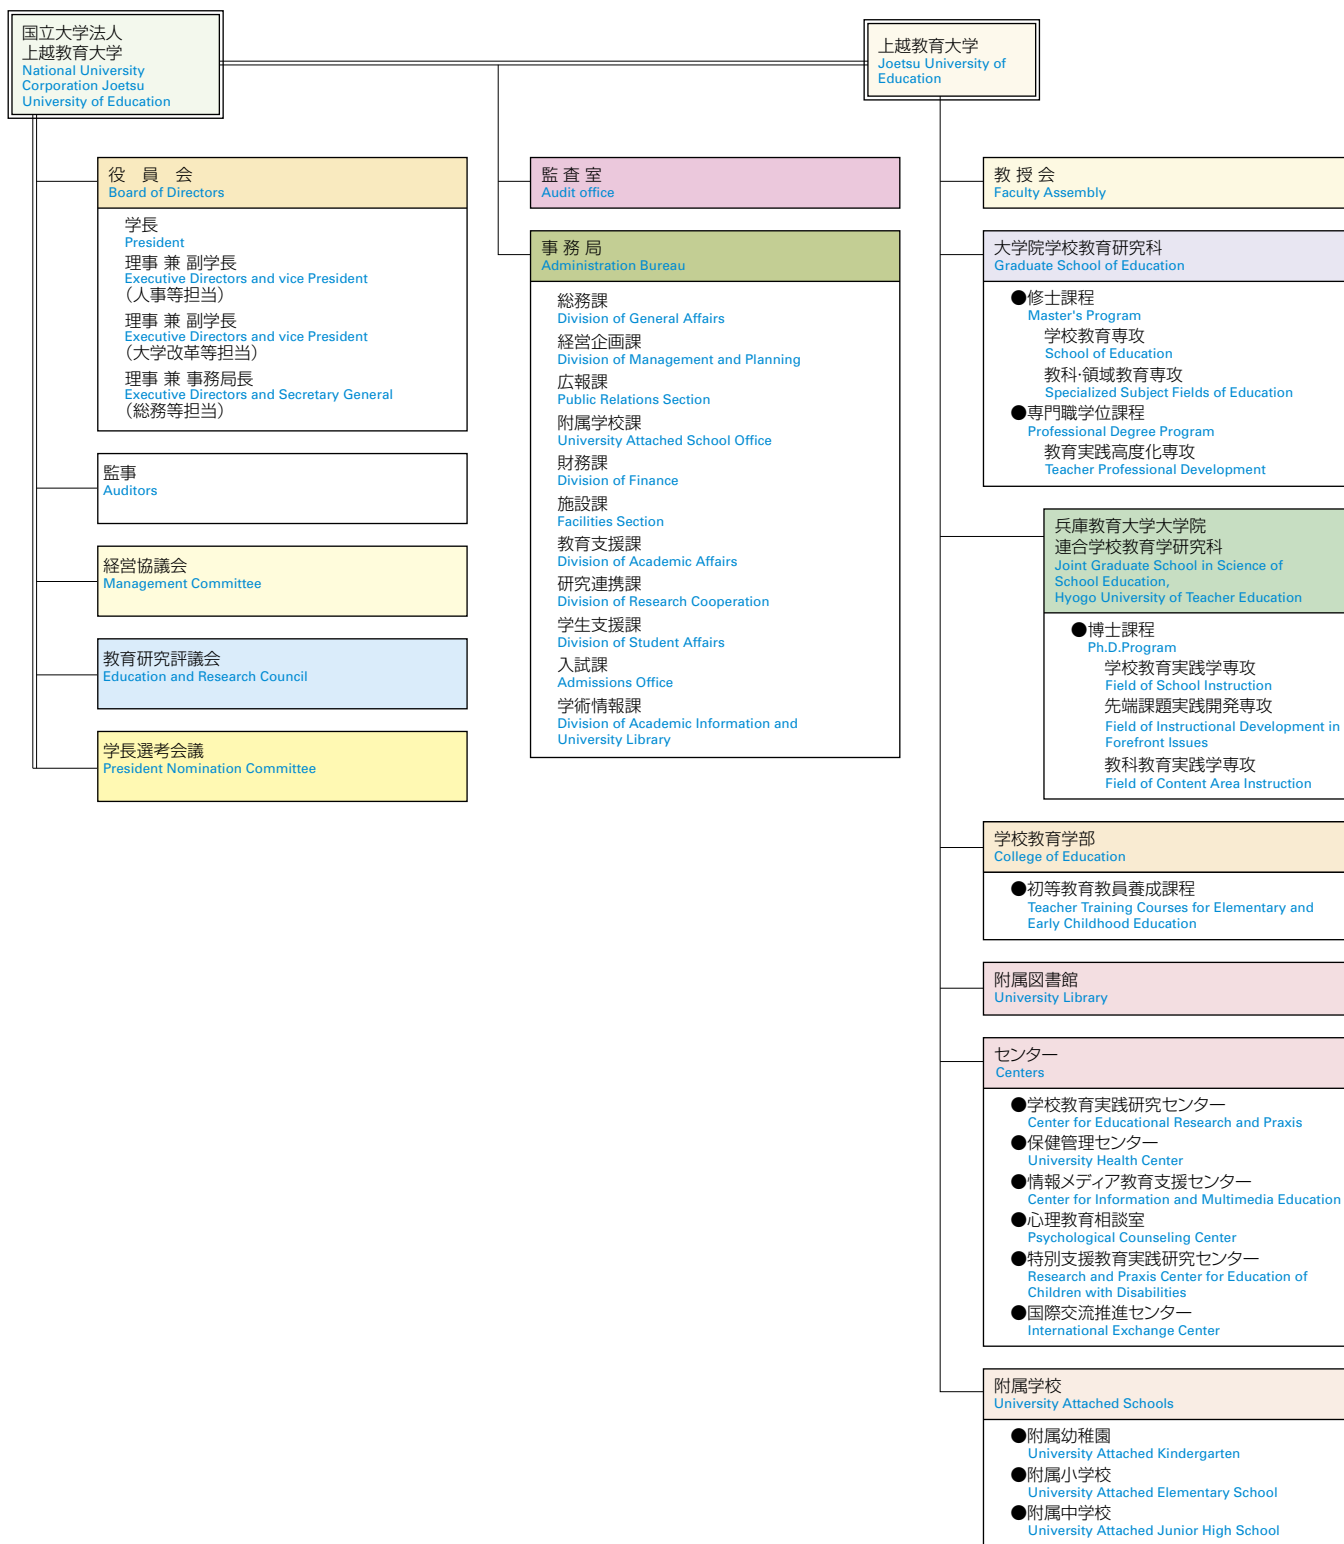 国立大学法人
上越教育大学
National University
Corporation Joetsu
University of Education
上越教育大学
Joetsu University of
Education
役 員 会
Board of Directors
学長
President
理事 兼 副学長
Executive Directors and vice President
（人事等担当）
理事 兼 副学長
Executive Directors and vice President
（大学改革等担当）
理事 兼 事務局長
Executive Directors and Secretary General
（総務等担当）
監事
Auditors
経営協議会
Management Committee
教育研究評議会
Education and Research Council
学長選考会議
President Nomination Committee
監 査 室
Audit office
事 務 局
Administration Bureau
総務課
Division of General Affairs
経営企画課
Division of Management and Planning
広報課
Public Relations Section
附属学校課
University Attached School Office
財務課
Division of Finance
施設課
Facilities Section
教育支援課
Division of Academic Affairs
研究連携課
Division of Research Cooperation
学生支援課
Division of Student Affairs
入試課
Admissions Office
学術情報課
Division of Academic Information and
University Library
教 授 会
Faculty Assembly
大学院学校教育研究科
Graduate School of Education
●修士課程
Master's Program
学校教育専攻
School of Education
教科・領域教育専攻
Specialized Subject Fields of Education
●専門職学位課程
Professional Degree Program
教育実践高度化専攻
Teacher Professional Development
兵庫教育大学大学院
連合学校教育学研究科
Joint Graduate School in Science of
School Education,
Hyogo University of Teacher Education
●博士課程
Ph.D.Program
学校教育実践学専攻
Field of School Instruction
先端課題実践開発専攻
Field of Instructional Development in
Forefront Issues
教科教育実践学専攻
Field of Content Area Instruction
学校教育学部
College of Education
●初等教育教員養成課程
Teacher Training Courses for Elementary and
Early Childhood Education
附属図書館
University Library
センター
Centers
●学校教育実践研究センター
Center for Educational Research and Praxis
●保健管理センター
University Health Center
●情報メディア教育支援センター
Center for Information and Multimedia Education
●心理教育相談室
Psychological Counseling Center
●特別支援教育実践研究センター
Research and Praxis Center for Education of
Children with Disabilities
●国際交流推進センター
International Exchange Center
附属学校
University Attached Schools
●附属幼稚園
University Attached Kindergarten
●附属小学校
University Attached Elementary School
●附属中学校
University Attached Junior High School